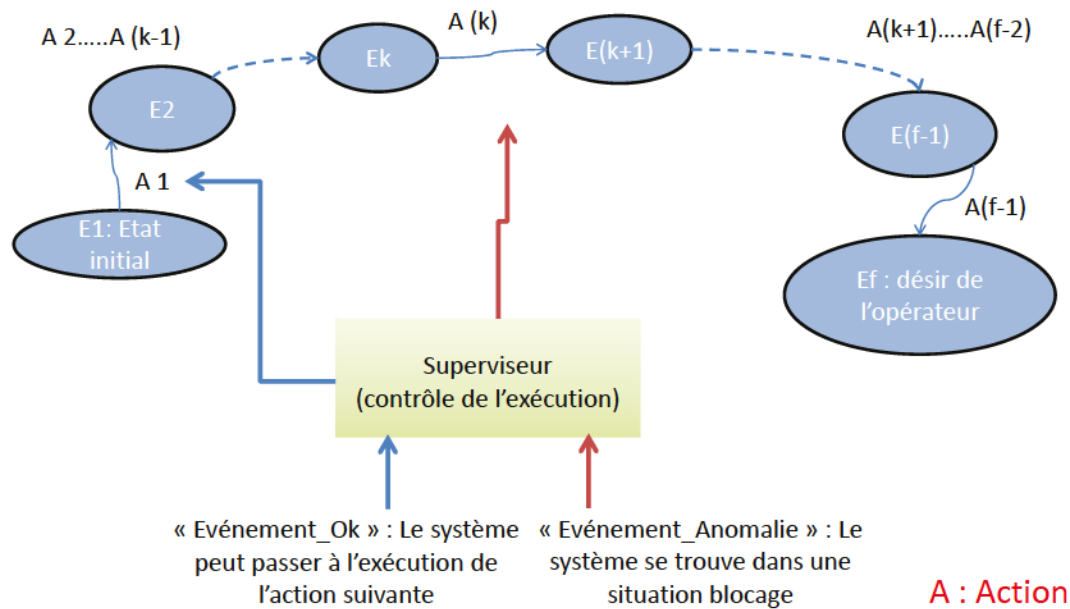 A 2.....A (k-1)
A (k)
A(k+1).....A(f-2)
Ek
E(k+1)
E2
E(f-1)
A 1
A(f-1)
E1: Etat
initial
Ef : désir de
l’opérateur
Superviseur
(contrôle de l’exécution)
« Evénement_Ok » : Le système
peut passer à l’exécution de
l’action suivante
« Evénement_Anomalie » : Le
système se trouve dans une
situation blocage
A : Action